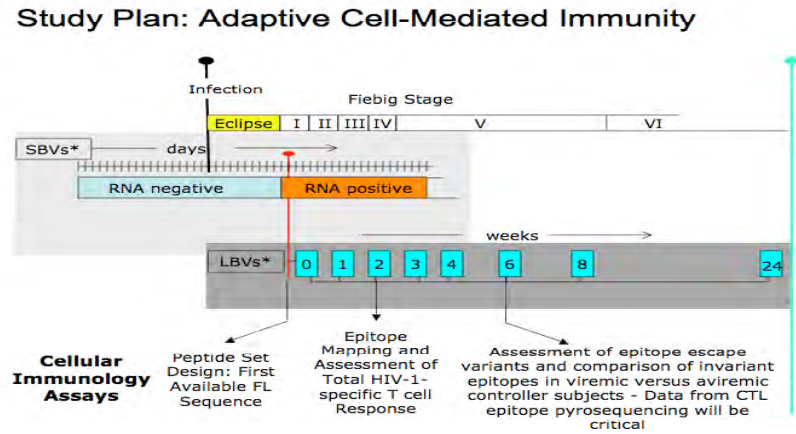 Study Plan: Adaptive Cell-Mediated Immunity
Infection
Fiebig Stage
Eclipse I II III IV V VI
SBVs* days
RNA negative RNA positive
weeks
LBVs* 0 1 2 3 4 6 8 24
Cellular
Immunology
Assays
Peptide Set
Design: First
Available FL
Sequence
Epitope
Mapping and
Assessment of
Total HIV-1-
specific T cell
Response
Assessment of epitope escape
variants and comparison of invariant
epitopes in viremic versus aviremic
controller subjects - Data from CTL
epitope pyrosequencing will be
critical